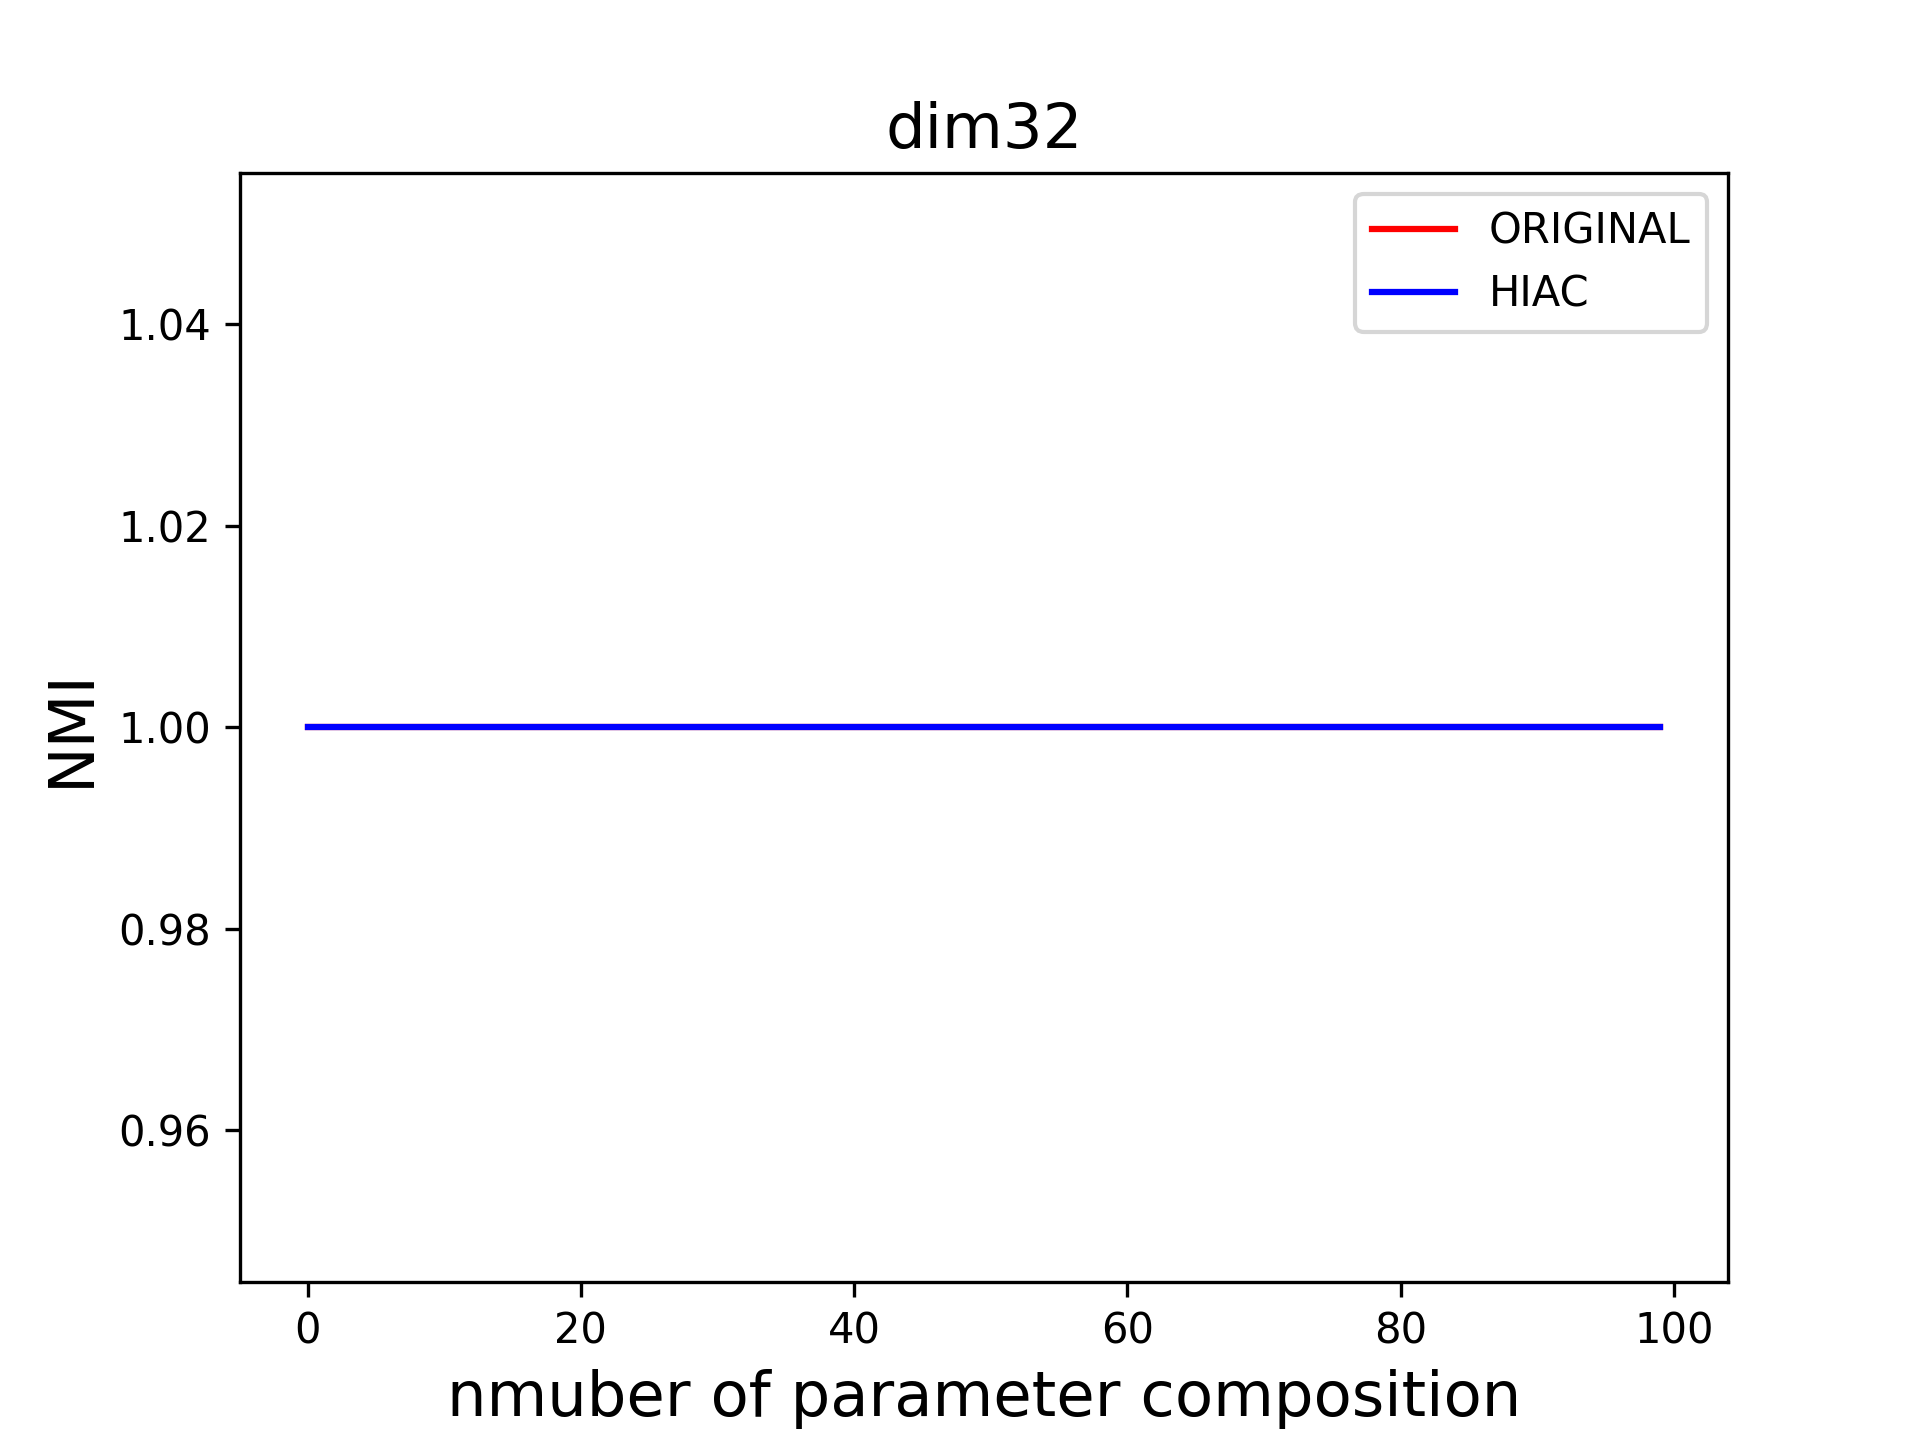 dim32
ORIGINAL
HIAC
1.04
1.02
1.00
0.98
0.96
NMI
0 20 40 60 80 100
nmuber of parameter composition